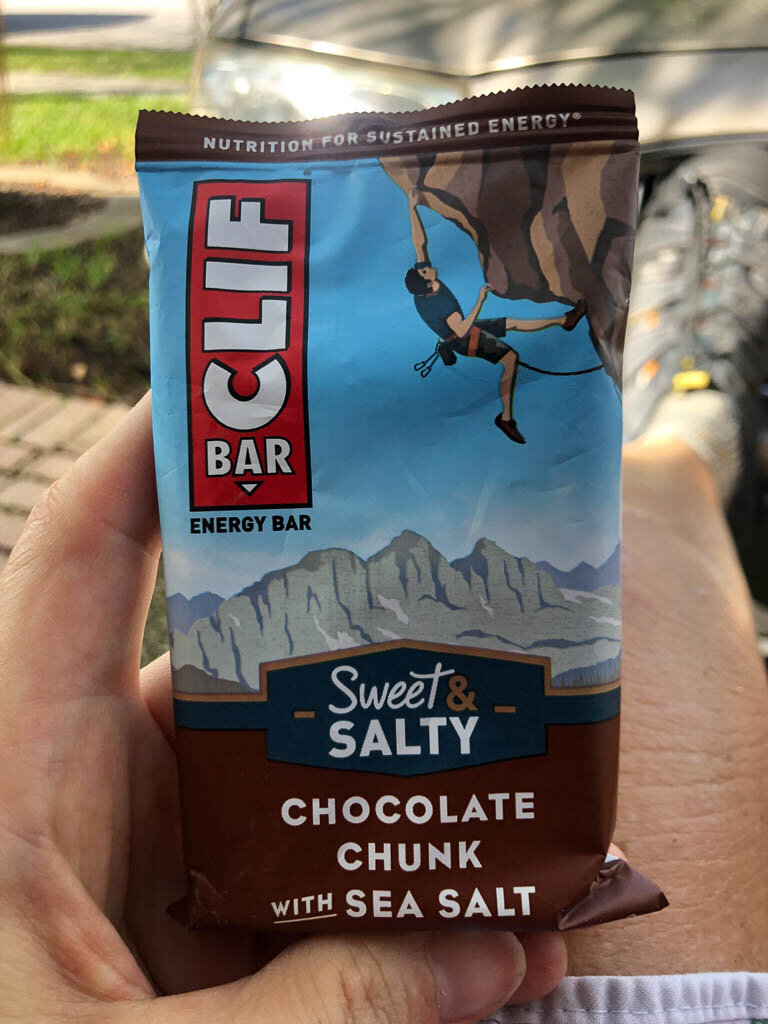 NUTRITION FOR SUSTAINED ENERGY®
CLIF
BAR
ENERGY BAR
Sweet &
SALTY
CHOCOLATE
CHUNK
WITH SEA SALT